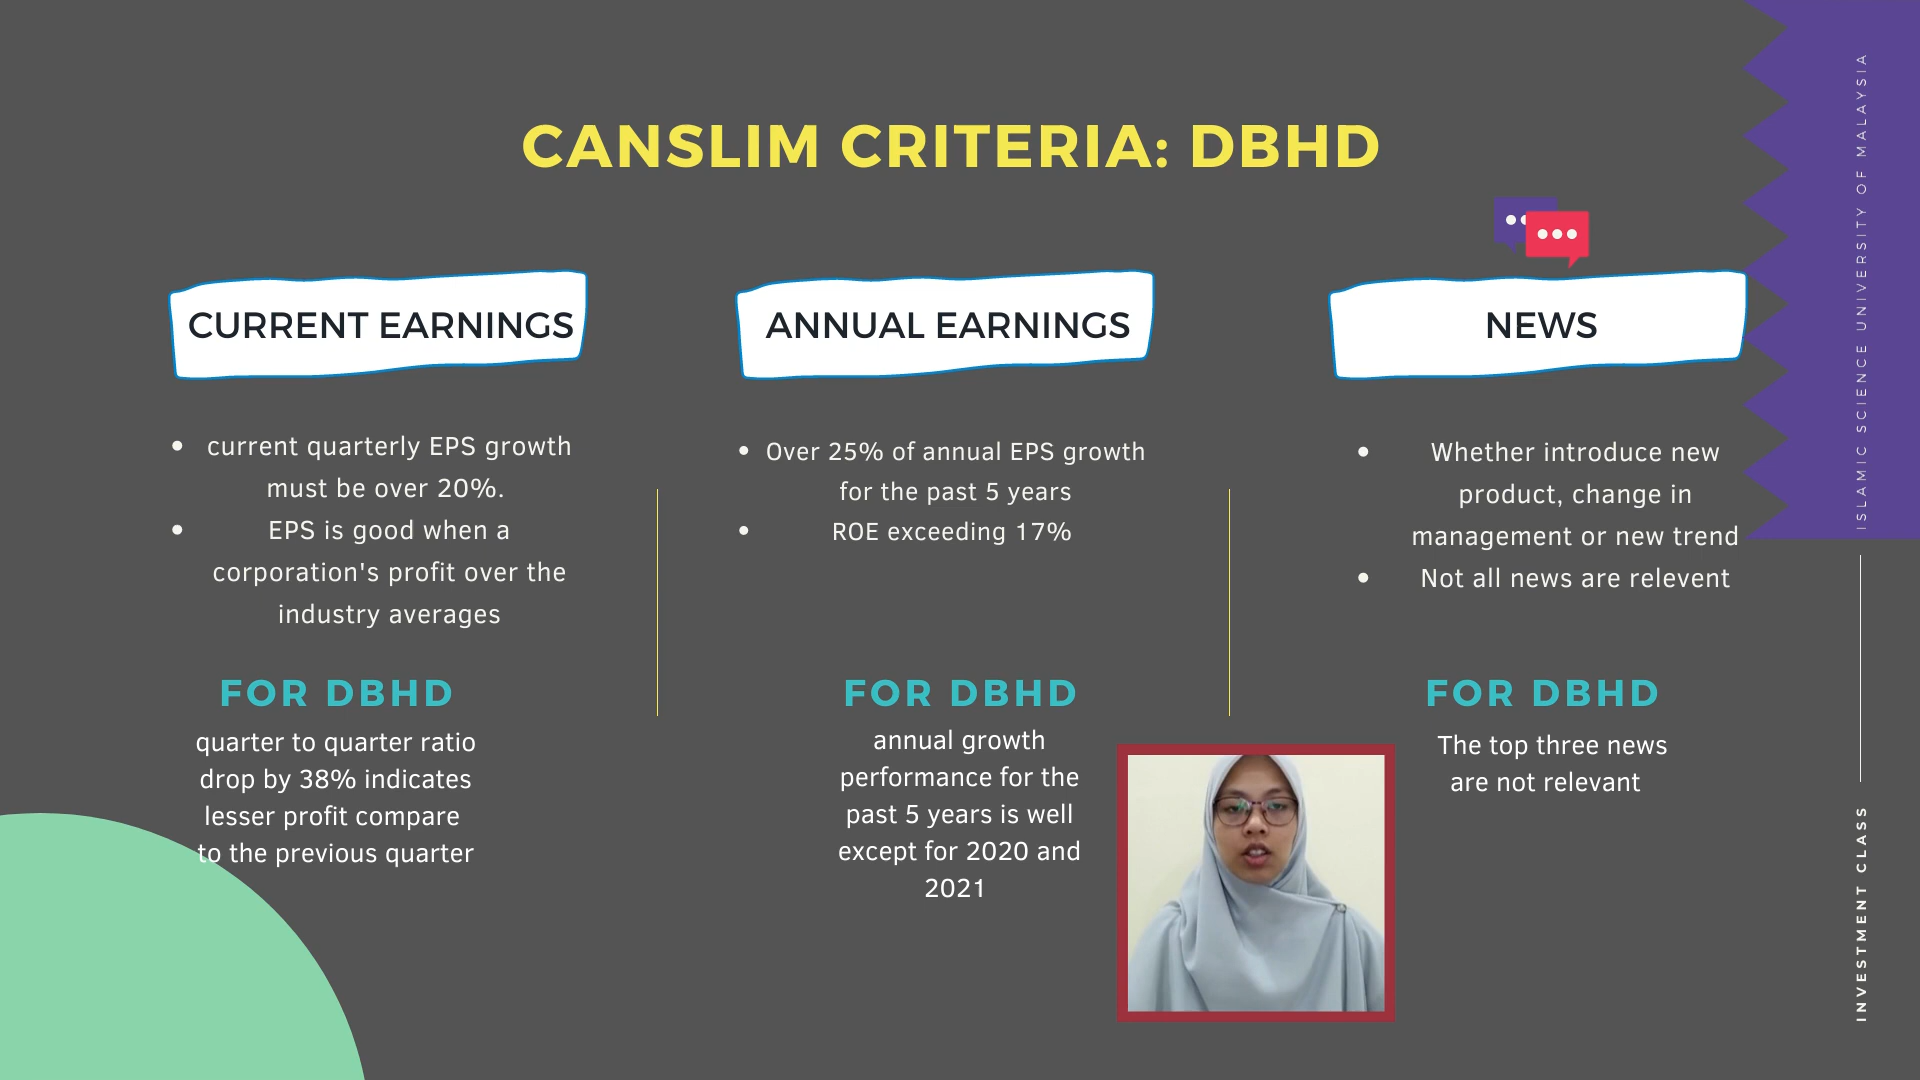 CANSLIM CRITERIA: DBHD
CURRENT EARNINGS
• current quarterly EPS growth
must be over 20%.
• EPS is good when a
corporation's profit over the
industry averages
FOR DBHD
quarter to quarter ratio
drop by 38% indicates
lesser profit compare
to the previous quarter
ANNUAL EARNINGS
• Over 25% of annual EPS growth
for the past 5 years
• ROE exceeding 17%
FOR DBHD
annual growth
performance for the
past 5 years is well
except for 2020 and
2021
NEWS
• Whether introduce new
product, change in
management or new trend
• Not all news are relevent
FOR DBHD
The top three news
are not relevant
ISLAMIC SCIENCE UNIVERSITY OF MALAYSIA
INVESTMENT CLASS